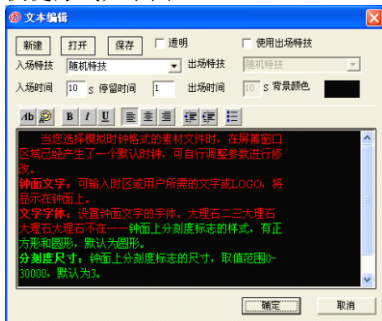 文本编辑
新建 打开 保存 透明 使用出场特技
入场特技 随机特技 出场特技 随机特技
入场时间 10 s 停留时间 1 出场时间 10 s 背景颜色
Ab B I U
当您选择模拟时钟格式的素材文件时，在屏幕窗口
区域已经产生了一个默认时钟，可自行调整参数进行修
改。
钟面文字，可输入时区或用户所需的文字或LOGO，将
显示在钟面上。
文字字体，设置钟面文字的字体，大理石二三大理石
大理石大理石不在一一钟面上分刻度标志的样式，有正
方形和圆形，默认为圆形。
分刻度尺寸：钟面上分刻度标志的尺寸，取值范围0-
30000，默认为3。
确定 取消